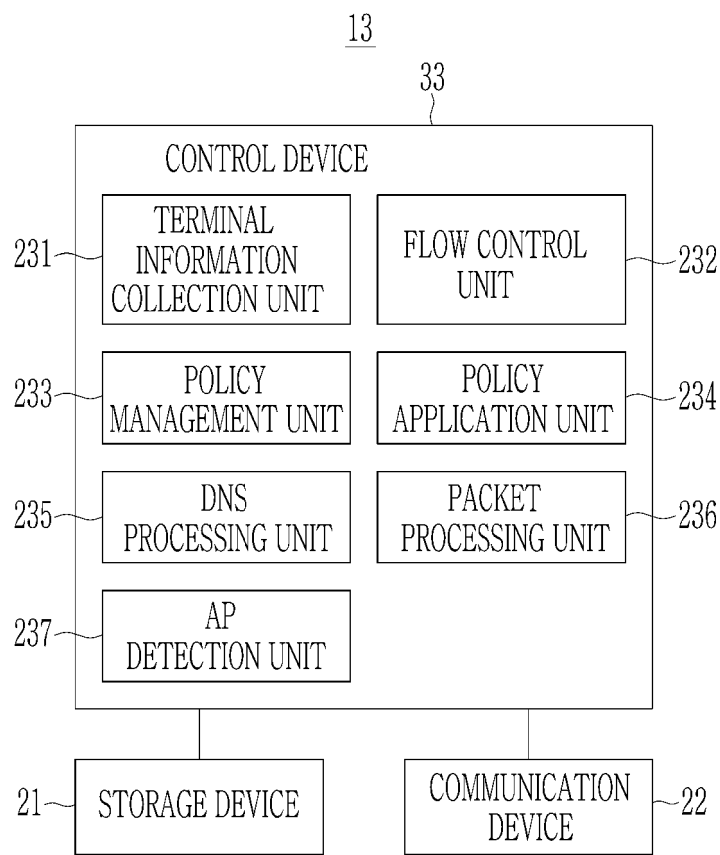 13
33
CONTROL DEVICE
TERMINAL
INFORMATION
COLLECTION UNIT
231
FLOW CONTROL
UNIT
232
POLICY
MANAGEMENT UNIT
233
POLICY
APPLICATION UNIT
234
DNS
PROCESSING UNIT
235
PACKET
PROCESSING UNIT
236
AP
DETECTION UNIT
237
21
STORAGE DEVICE
COMMUNICATION
DEVICE
22